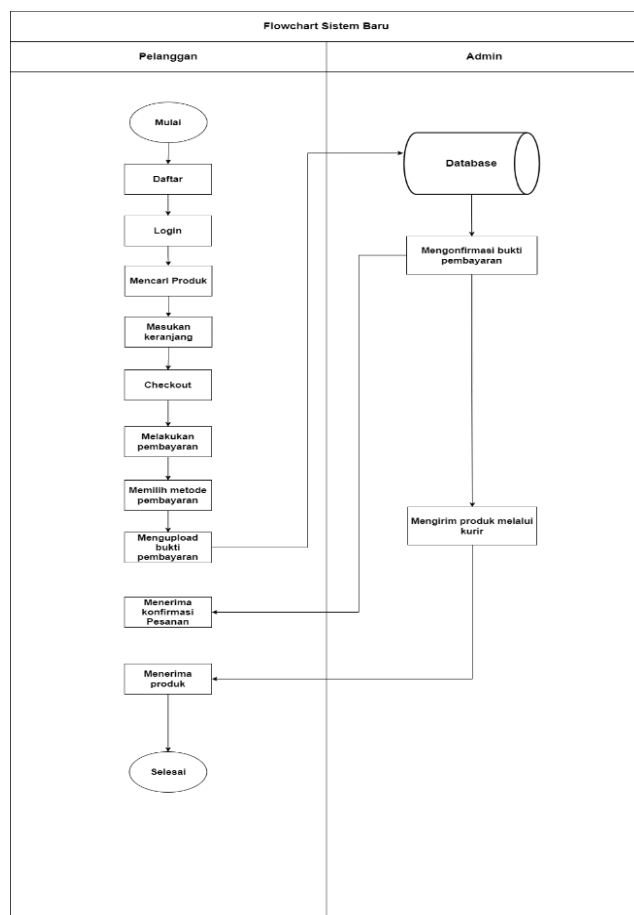 Flowchart Sistem Baru
Pelanggan
Admin
Mulai
Daftar
Login
Mencari Produk
Masukan
keranjang
Checkout
Melakukan
pembayaran
Memilih metode
pembayaran
Mengupload
bukti
pembayaran
Menerima
konfirmasi
Pesanan
Menerima
produk
Selesai
Database
Mengonfirmasi bukti
pembayaran
Mengirim produk melalui
kurir